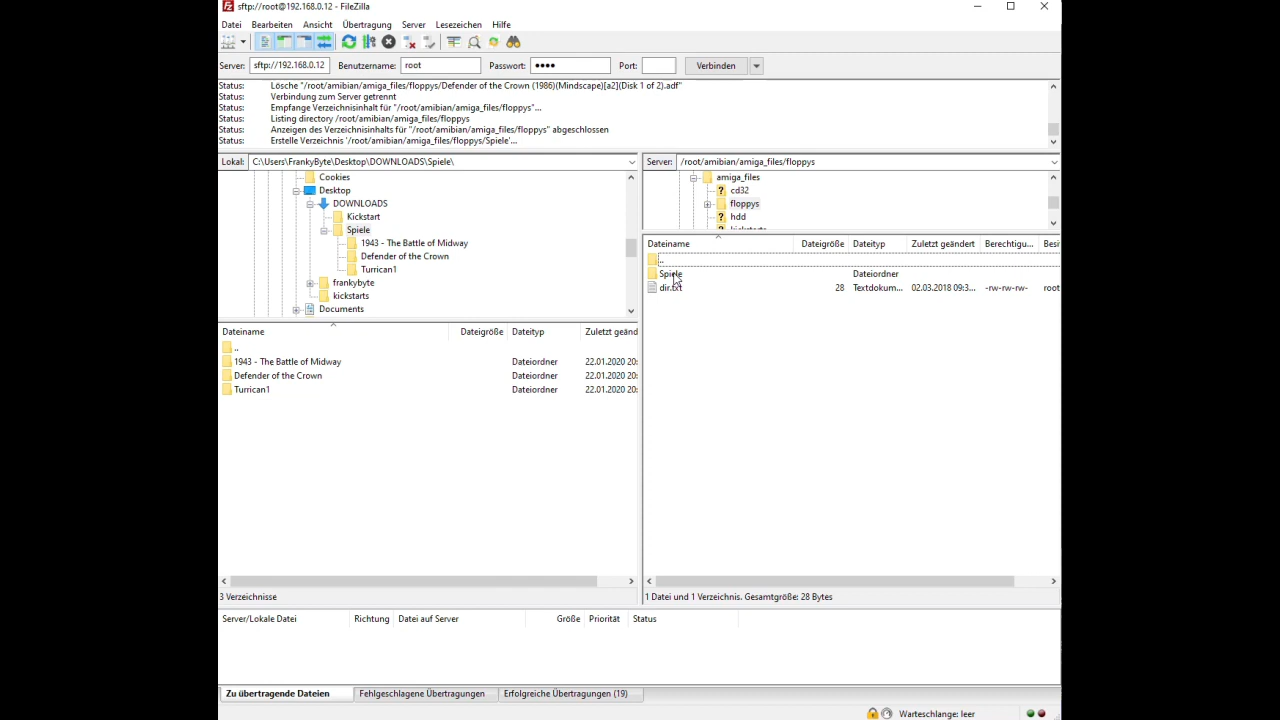 sftp://root@192.168.0.12 - FileZilla
Datei Bearbeiten Ansicht Übertragung Server Lesezeichen Hilfe
Server: sftp://192.168.0.12 Benutzername: root Passwort: ●●●● Port: Verbinden
Status: Lösche "/root/amibian/amiga_files/floppys/Defender of the Crown (1986)(Mindscape)[a2](Disk 1 of 2).adf"
Status: Verbindung zum Server getrennt
Status: Empfange Verzeichnisinhalt für "/root/amibian/amiga_files/floppys"...
Status: Listing directory /root/amibian/amiga_files/floppys
Status: Anzeigen des Verzeichnisinhalts für "/root/amibian/amiga_files/floppys" abgeschlossen
Status: Erstelle Verzeichnis '/root/amibian/amiga_files/floppys/Spiele'...
Lokal: C:\Users\FrankyByte\Desktop\DOWNLOADS\Spiele\
Cookies
Desktop
DOWNLOADS
Kickstart
Spiele
1943 - The Battle of Midway
Defender of the Crown
Turrican1
frankybyte
kickstarts
Documents
Dateiname Dateigröße Dateityp Zuletzt geänd
..
1943 - The Battle of Midway Dateiordner 22.01.2020 20:
Defender of the Crown Dateiordner 22.01.2020 20:
Turrican1 Dateiordner 22.01.2020 20:
3 Verzeichnisse
Server: /root/amibian/amiga_files/floppys
amiga_files
? cd32
floppys
? hdd
Dateiname Dateigröße Dateityp Zuletzt geändert Berechtigu... Besi
..
Spiele Dateiordner
dir.txt 28 Textdokum... 02.03.2018 09:3... -rw-rw-rw- root
1 Datei und 1 Verzeichnis. Gesamtgröße: 28 Bytes
Server/Lokale Datei Richtung Datei auf Server Größe Priorität Status
Zu übertragende Dateien Fehlgeschlagene Übertragungen Erfolgreiche Übertragungen (19)
Warteschlange: leer